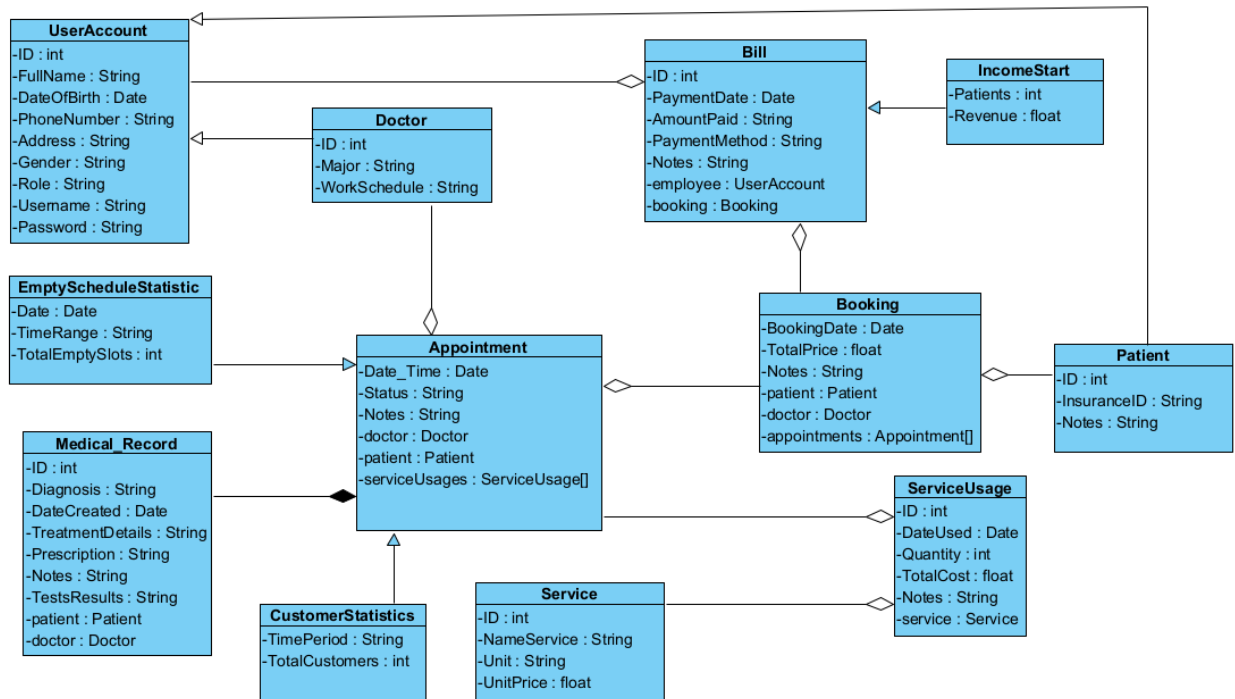 UserAccount
-ID : int
-FullName : String
-DateOfBirth : Date
-PhoneNumber : String
-Address : String
-Gender : String
-Role : String
-Username : String
-Password : String
Doctor
-ID : int
-Major : String
-WorkSchedule : String
Bill
-ID : int
-PaymentDate : Date
-AmountPaid : String
-PaymentMethod : String
-Notes : String
-employee : UserAccount
-booking : Booking
IncomeStart
-Patients : int
-Revenue : float
EmptyScheduleStatistic
-Date : Date
-TimeRange : String
-TotalEmptySlots : int
Appointment
-Date_Time : Date
-Status : String
-Notes : String
-doctor : Doctor
-patient : Patient
-serviceUsages : ServiceUsage[]
Booking
-BookingDate : Date
-TotalPrice : float
-Notes : String
-patient : Patient
-doctor : Doctor
-appointments : Appointment[]
Patient
-ID : int
-InsuranceID : String
-Notes : String
Medical_Record
-ID : int
-Diagnosis : String
-DateCreated : Date
-TreatmentDetails : String
-Prescription : String
-Notes : String
-TestsResults : String
-patient : Patient
-doctor : Doctor
CustomerStatistics
-TimePeriod : String
-TotalCustomers : int
Service
-ID : int
-NameService : String
-Unit : String
-UnitPrice : float
ServiceUsage
-ID : int
-DateUsed : Date
-Quantity : int
-TotalCost : float
-Notes : String
-service : Service